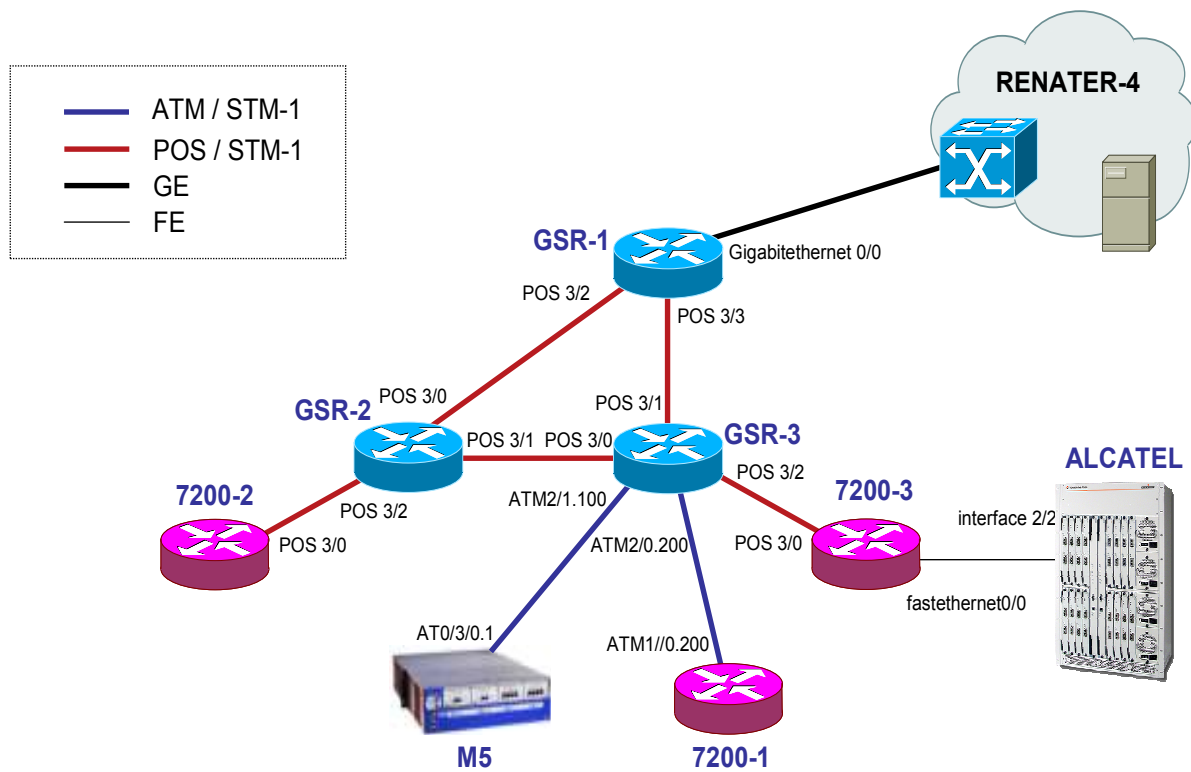 RENATER-4
ATM / STM-1
POS / STM-1
GE
FE
GSR-1
Gigabitethernet 0/0
POS 3/2
POS 3/3
POS 3/0
POS 3/1
GSR-2
GSR-3
POS 3/1
POS 3/0
POS 3/2
ALCATEL
7200-2
7200-3
POS 3/2
ATM2/1.100
interface 2/2
POS 3/0
ATM2/0.200
POS 3/0
fastethernet0/0
AT0/3/0.1
ATM1//0.200
M5
7200-1